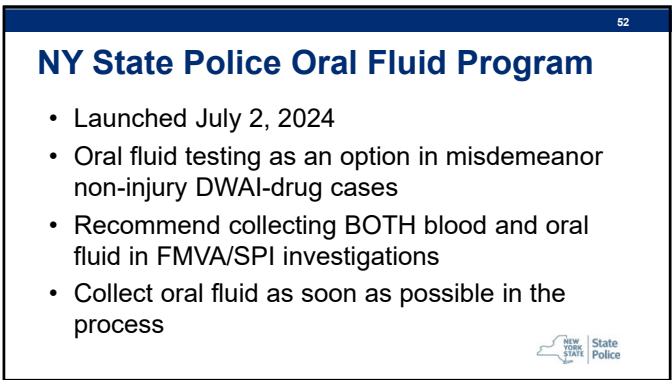 52
NY State Police Oral Fluid Program
• Launched July 2, 2024
• Oral fluid testing as an option in misdemeanor
non-injury DWAI-drug cases
• Recommend collecting BOTH blood and oral
fluid in FMVA/SPI investigations
• Collect oral fluid as soon as possible in the
process
NEW
YORK
STATE
State
Police